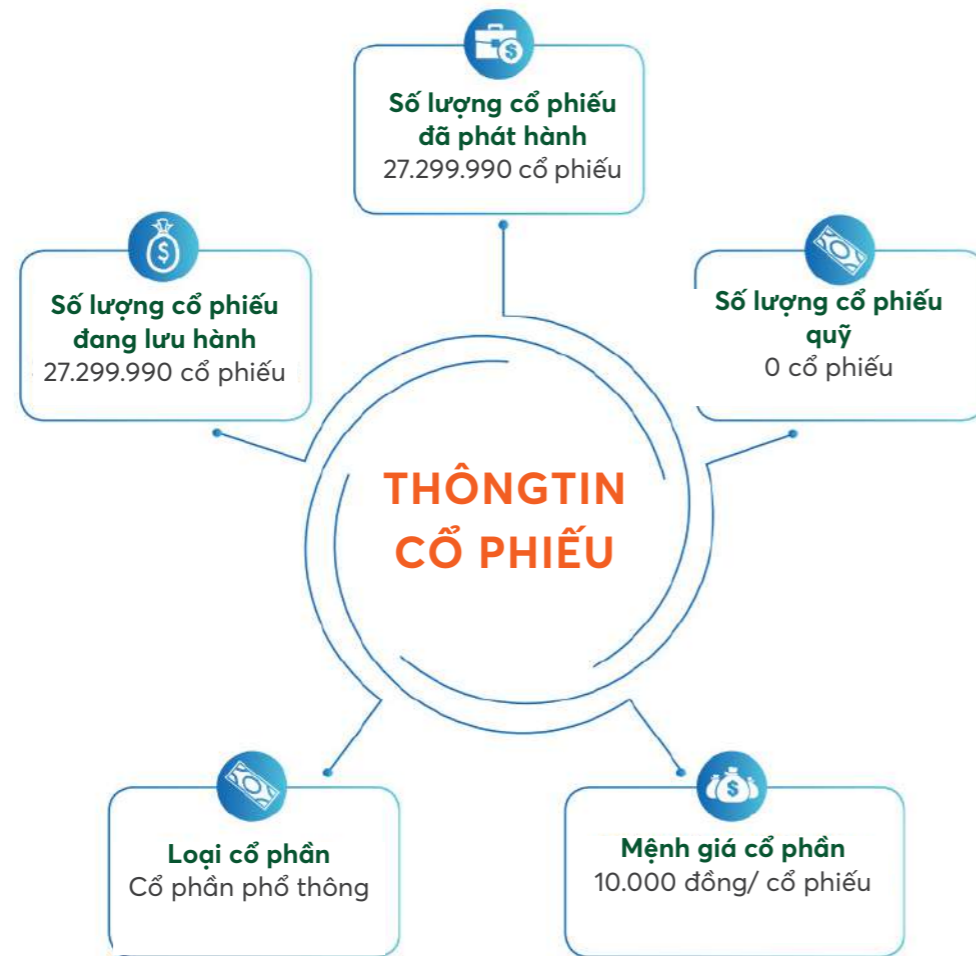 Số lượng cổ phiếu
đã phát hành
27.299.990 cổ phiếu
Số lượng cổ phiếu
đang lưu hành
27.299.990 cổ phiếu
Số lượng cổ phiếu
quỹ
0 cổ phiếu
THÔNGTIN
CỔ PHIẾU
Loại cổ phần
Cổ phần phổ thông
Mệnh giá cổ phần
10.000 đồng/ cổ phiếu